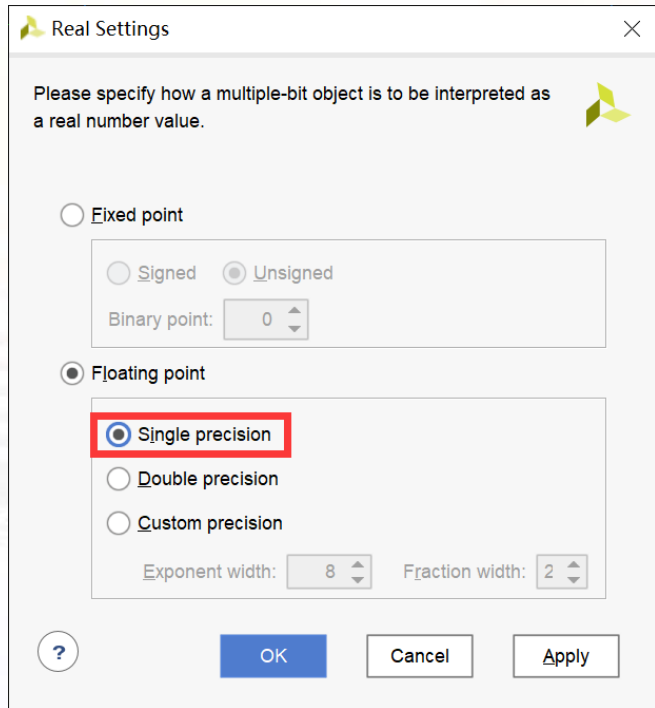 Real Settings
Please specify how a multiple-bit object is to be interpreted as
a real number value.
Fixed point
Signed Unsigned
Binary point: 0
Floating point
Single precision
Double precision
Custom precision
Exponent width: 8 Fraction width: 2
? OK Cancel Apply